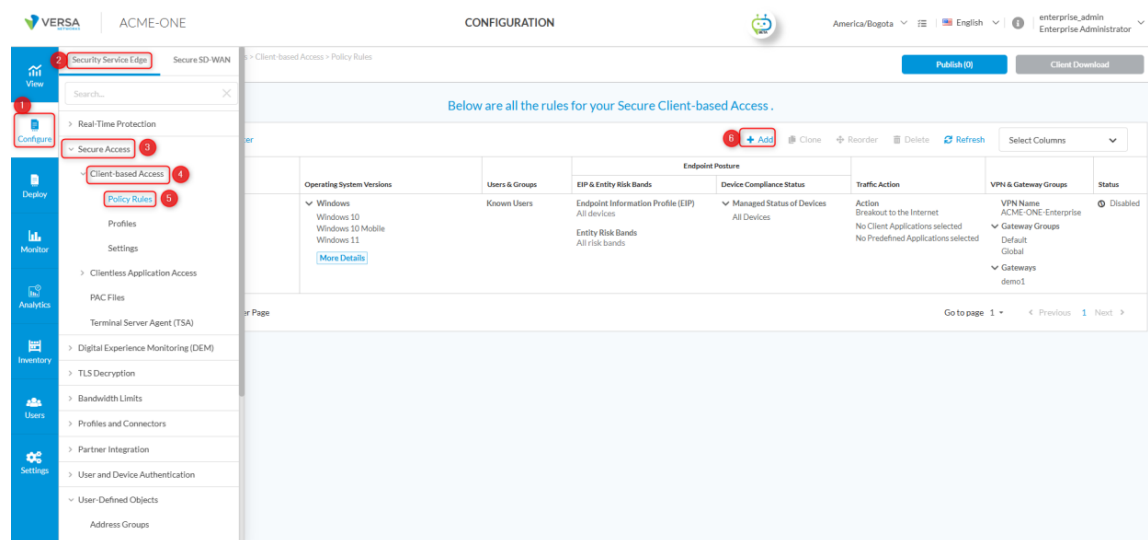 VERSA
NETWORKS
ACME-ONE
CONFIGURATION
America/Bogota
English
enterprise_admin
Enterprise Administrator
View
1
Configure
Deploy
Monitor
Analytics
Inventory
Users
Settings
2
Security Service Edge
Secure SD-WAN
Search...
Real-Time Protection
Secure Access
3
Client-based Access
4
Policy Rules
5
Profiles
Settings
Clientless Application Access
PAC Files
Terminal Server Agent (TSA)
Digital Experience Monitoring (DEM)
TLS Decryption
Bandwidth Limits
Profiles and Connectors
Partner Integration
User and Device Authentication
User-Defined Objects
Address Groups
> Client-based Access > Policy Rules
Publish (0)
Client Download
Below are all the rules for your Secure Client-based Access .
er
6
+ Add
Clone
Reorder
Delete
Refresh
Select Columns
Endpoint Posture
Operating System Versions
Users & Groups
EIP & Entity Risk Bands
Device Compliance Status
Traffic Action
VPN & Gateway Groups
Status
Windows
Windows 10
Windows 10 Mobile
Windows 11
More Details
Known Users
Endpoint Information Profile (EIP)
All devices
Entity Risk Bands
All risk bands
Managed Status of Devices
All Devices
Action
Breakout to the Internet
No Client Applications selected
No Predefined Applications selected
VPN Name
ACME-ONE-Enterprise
Gateway Groups
Default
Global
Gateways
demo1
Disabled
er Page
Go to page 1
< Previous 1 Next >